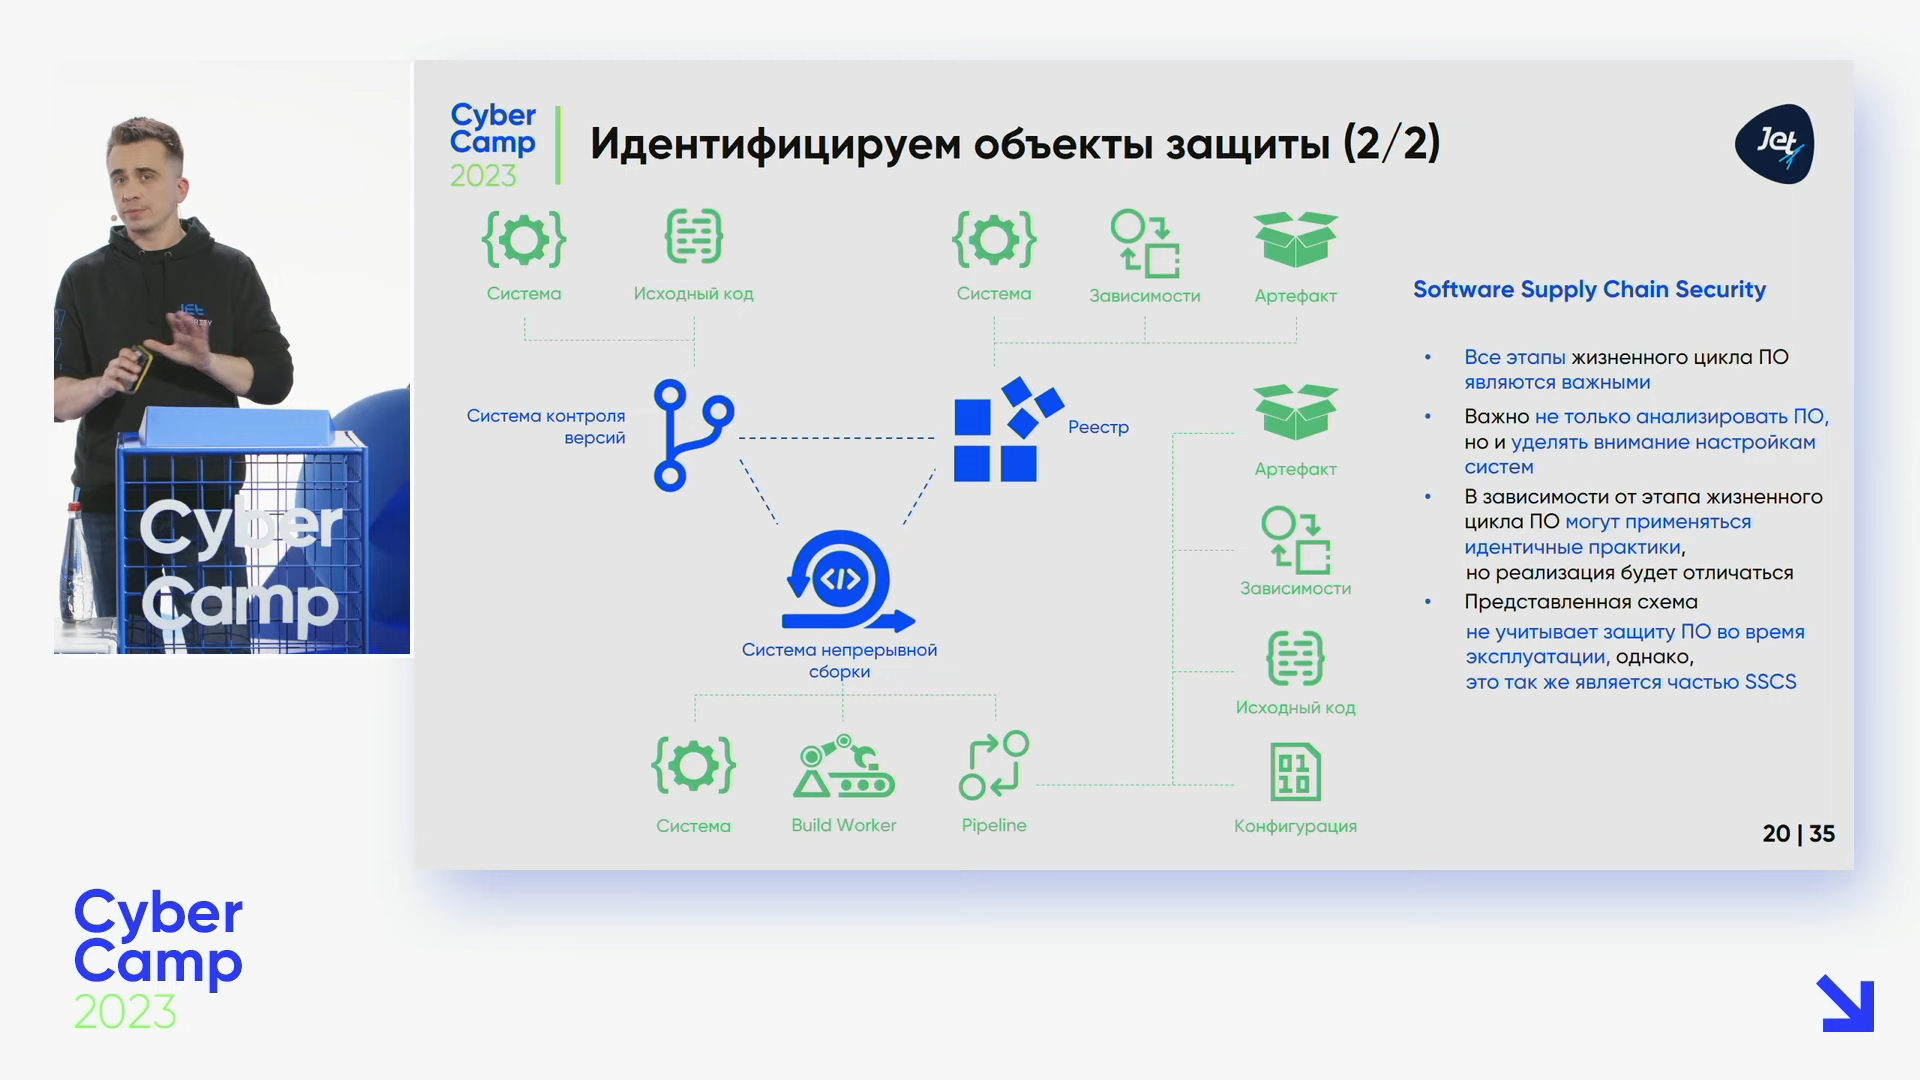 Cyber
Camp
2023
Идентифицируем объекты защиты (2/2)
Jet
Система
Исходный код
Система
Зависимости
Артефакт
Система контроля
версий
Реестр
Артефакт
Зависимости
Исходный код
Конфигурация
Система непрерывной
сборки
Система
Build Worker
Pipeline
</>
01
10
Software Supply Chain Security
• Все этапы жизненного цикла ПО
являются важными
• Важно не только анализировать ПО,
но и уделять внимание настройкам
систем
• В зависимости от этапа жизненного
цикла ПО могут применяться
идентичные практики,
но реализация будет отличаться
• Представленная схема
не учитывает защиту ПО во время
эксплуатации, однако,
это так же является частью SSCS
20 | 35
Jet
Cyber
Camp
Cyber
Camp
2023